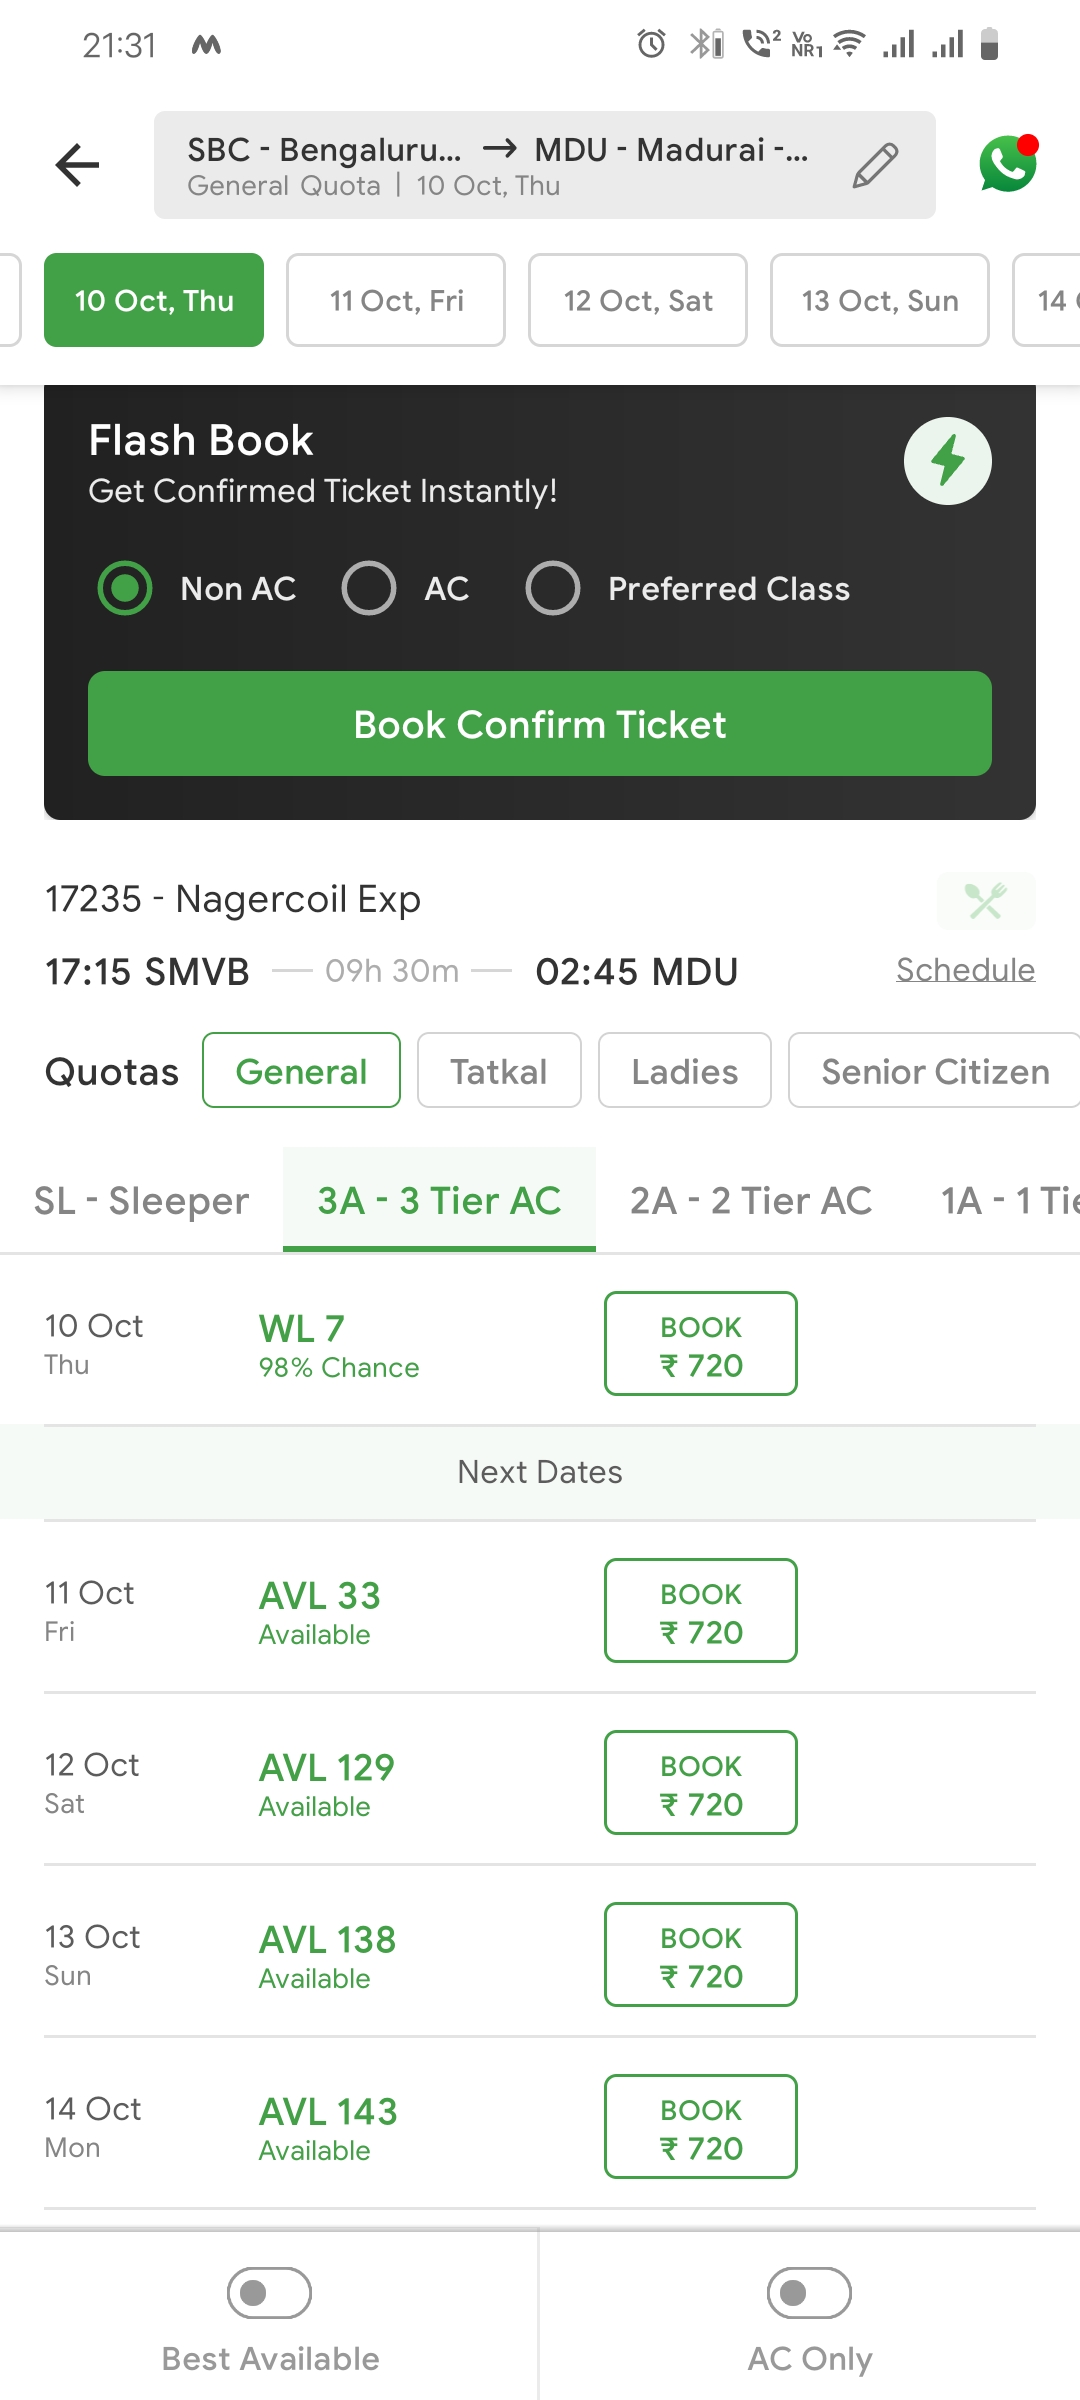 21:31
2
Vo
NR1
SBC - Bengaluru... → MDU - Madurai -...
General Quota | 10 Oct, Thu
10 Oct, Thu
11 Oct, Fri
12 Oct, Sat
13 Oct, Sun
14
Flash Book
Get Confirmed Ticket Instantly!
Non AC
AC
Preferred Class
Book Confirm Ticket
17235 - Nagercoil Exp
17:15 SMVB — 09h 30m — 02:45 MDU
Schedule
Quotas
General
Tatkal
Ladies
Senior Citizen
SL - Sleeper
3A - 3 Tier AC
2A - 2 Tier AC
1A - 1 Tie
10 Oct
Thu
WL 7
98% Chance
BOOK
₹ 720
Next Dates
11 Oct
Fri
AVL 33
Available
BOOK
₹ 720
12 Oct
Sat
AVL 129
Available
BOOK
₹ 720
13 Oct
Sun
AVL 138
Available
BOOK
₹ 720
14 Oct
Mon
AVL 143
Available
BOOK
₹ 720
Best Available
AC Only